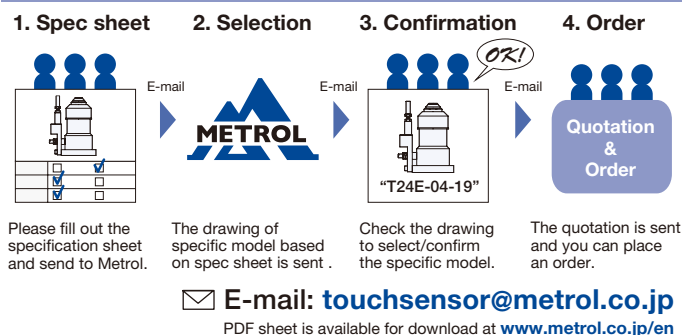 1. Spec sheet
2. Selection
3. Confirmation
4. Order
OK!
E-mail
E-mail
E-mail
METROL
"T24E-04-19"
Quotation
&
Order
Please fill out the
specification sheet
and send to Metrol.
The drawing of
specific model based
on spec sheet is sent .
Check the drawing
to select/confirm
the specific model.
The quotation is sent
and you can place
an order.
E-mail: touchsensor@metrol.co.jp
PDF sheet is available for download at www.metrol.co.jp/en